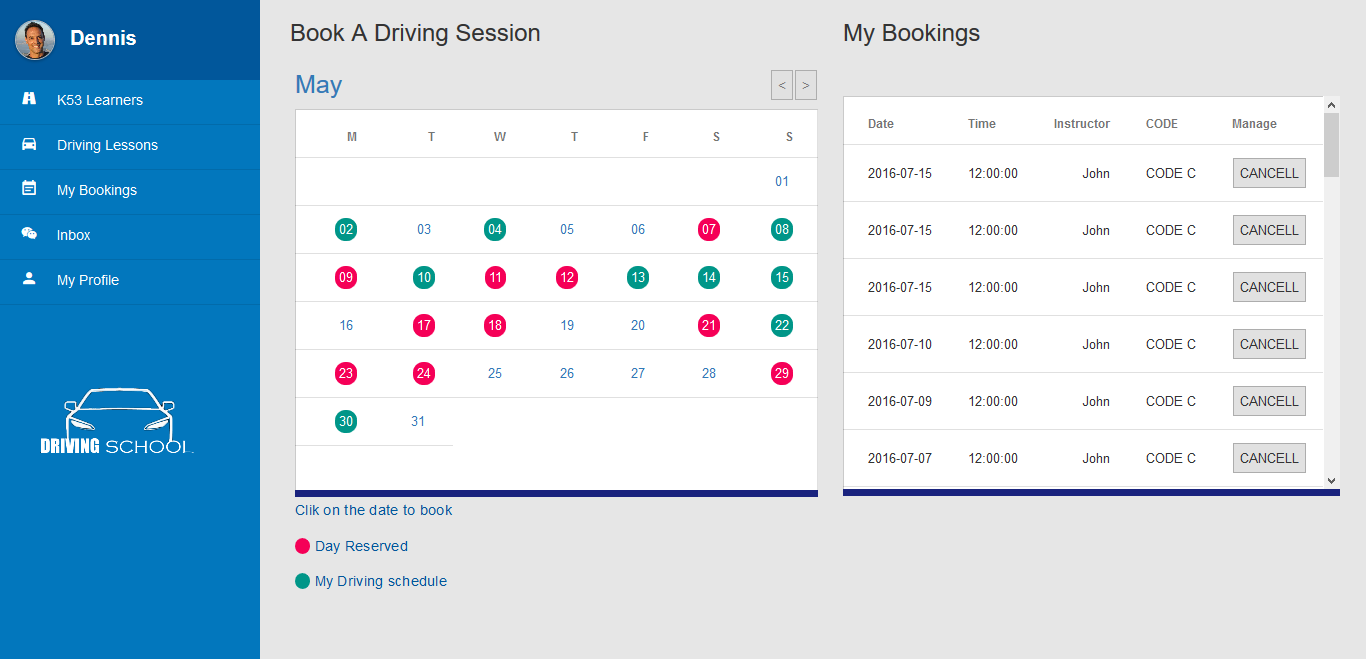 Dennis
K53 Learners
Driving Lessons
My Bookings
Inbox
My Profile
DRIVING SCHOOL
Book A Driving Session
May
< >
M T W T F S S
01
02 03 04 05 06 07 08
09 10 11 12 13 14 15
16 17 18 19 20 21 22
23 24 25 26 27 28 29
30 31
Clik on the date to book
Day Reserved
My Driving schedule
My Bookings
Date Time Instructor CODE Manage
2016-07-15 12:00:00 John CODE C CANCELL
2016-07-15 12:00:00 John CODE C CANCELL
2016-07-15 12:00:00 John CODE C CANCELL
2016-07-10 12:00:00 John CODE C CANCELL
2016-07-09 12:00:00 John CODE C CANCELL
2016-07-07 12:00:00 John CODE C CANCELL